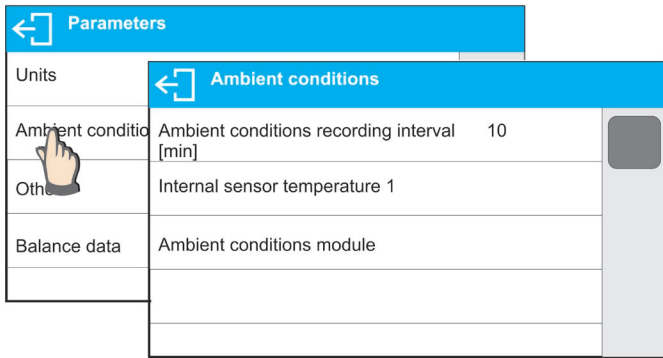 Parameters
Units
Ambient conditio
Othe
Balance data
Ambient conditions
Ambient conditions recording interval 10
[min]
Internal sensor temperature 1
Ambient conditions module